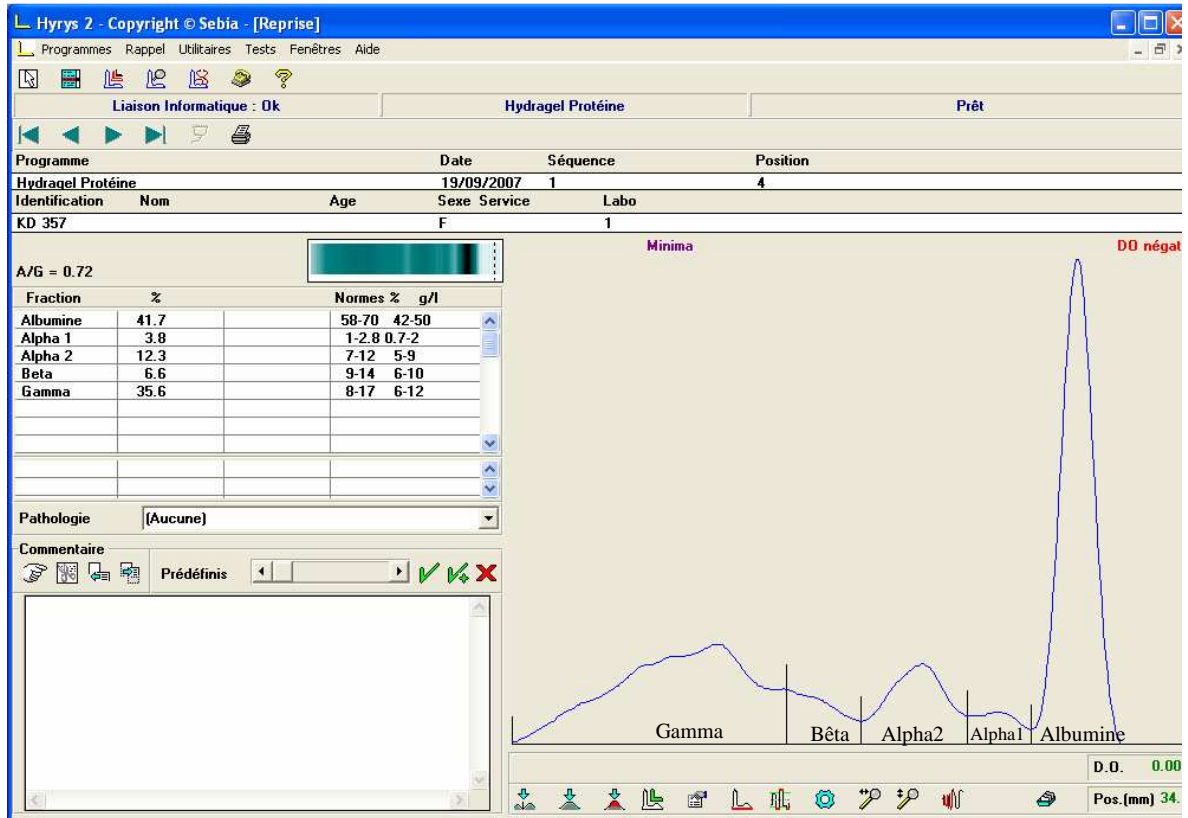 Hyrys 2 - Copyright © Sebia - [Reprise]
Programmes Rappel Utilitaires Tests Fenêtres Aide
Liaison Informatique : Ok Hydragel Protéine Prêt
Programme Date Séquence Position
Hydragel Protéine 19/09/2007 1 4
Identification Nom Age Sexe Service Labo
KD 357 F 1
A/G = 0.72
Fraction % Normes % g/l
Albumine 41.7 58-70 42-50
Alpha 1 3.8 1-2.8 0.7-2
Alpha 2 12.3 7-12 5-9
Beta 6.6 9-14 6-10
Gamma 35.6 8-17 6-12
Pathologie (Aucune)
Commentaire
Prédéfinis
Minima DO négat
Gamma Bêta Alpha2 Alpha1 Albumine
D.O. 0.00
Pos.(mm) 34.